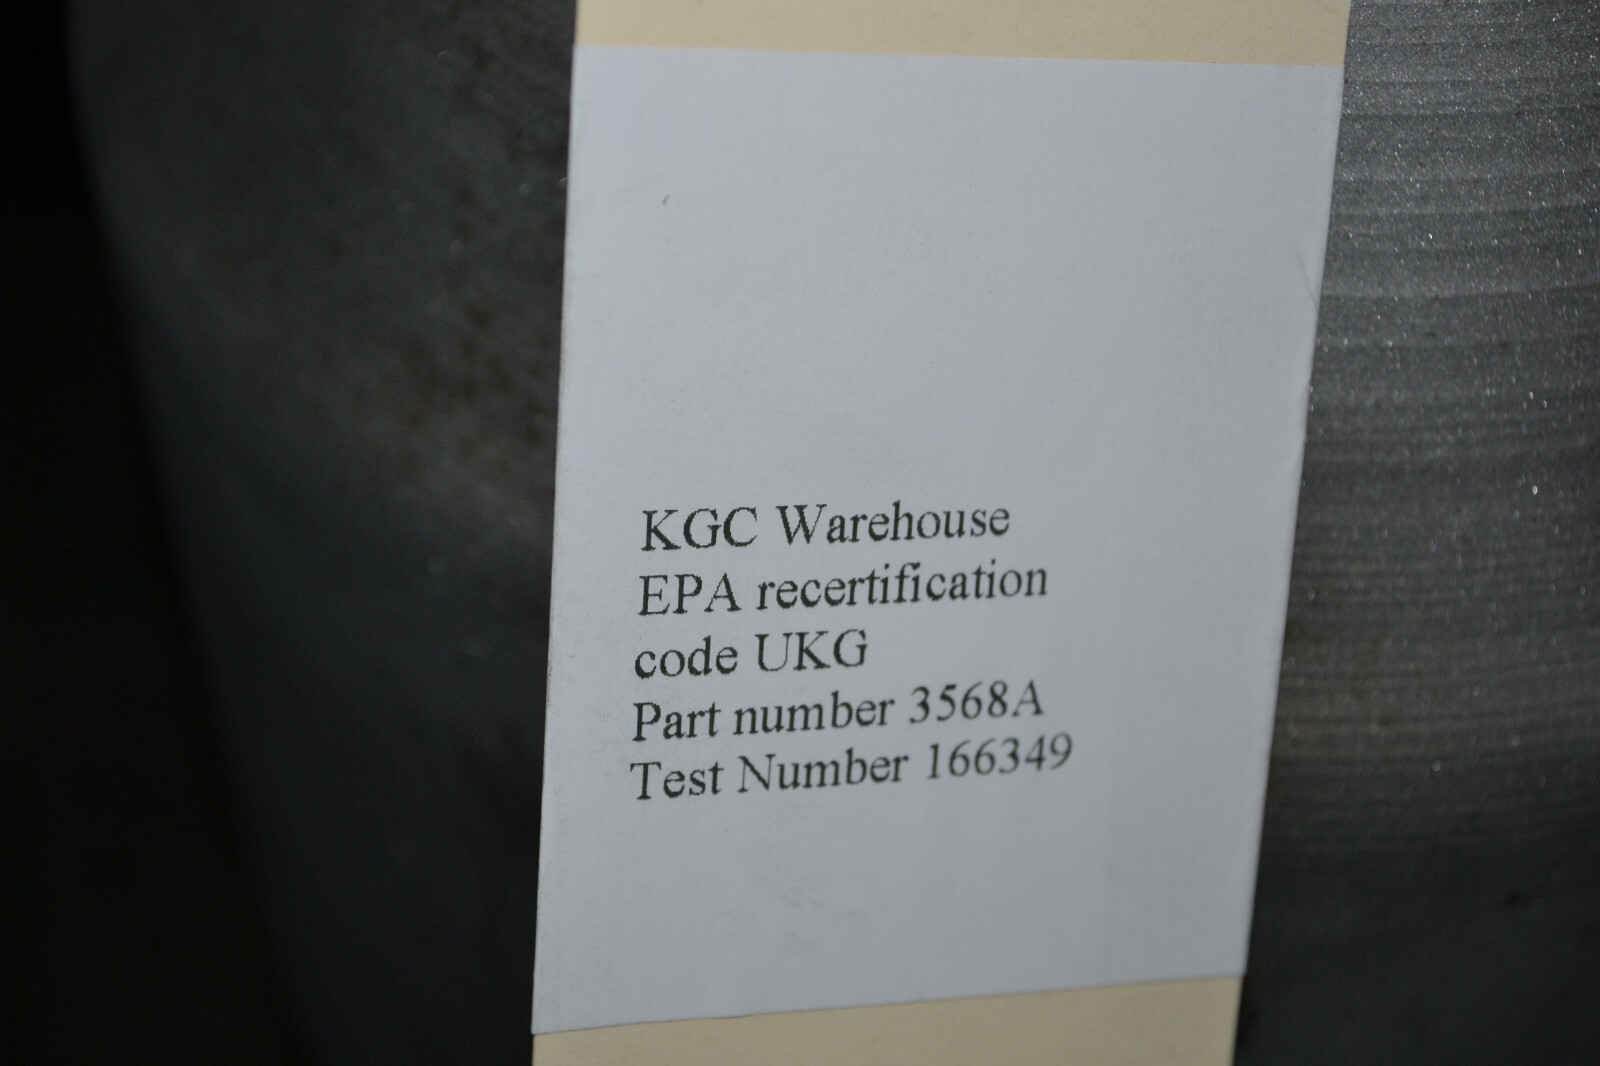 KGC Warehouse
EPA recertification
code UKG
Part number 3568A
Test Number 166349